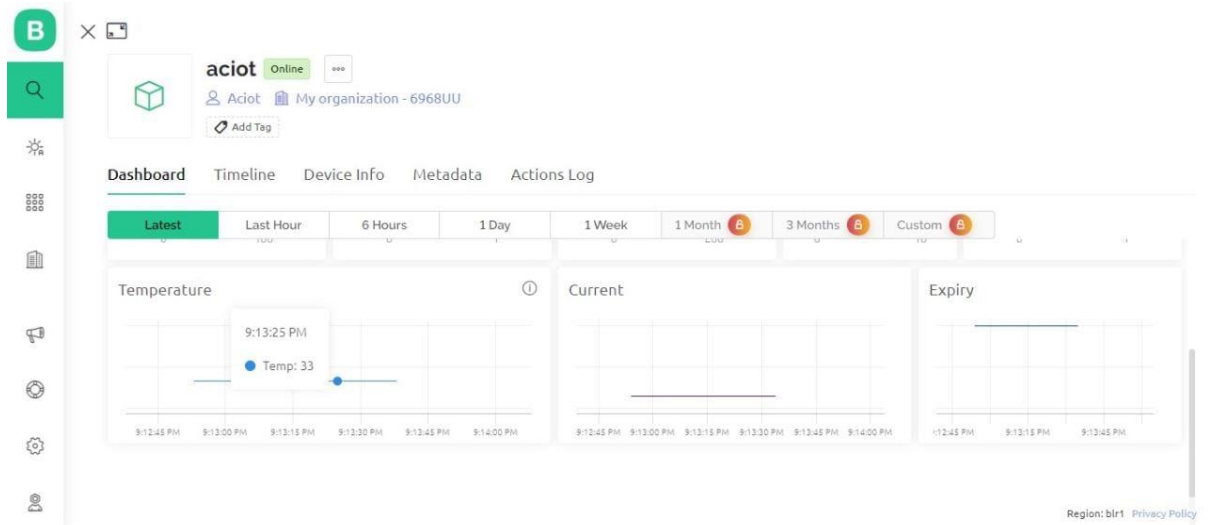 B
aciot Online
Aciot My organization - 6968UU
Add Tag
Dashboard Timeline Device Info Metadata Actions Log
Latest Last Hour 6 Hours 1 Day 1 Week 1 Month 3 Months Custom
Temperature Current Expiry
9:13:25 PM
Temp: 33
9:12:45 PM 9:13:00 PM 9:13:15 PM 9:13:30 PM 9:13:45 PM 9:14:00 PM
9:12:45 PM 9:13:00 PM 9:13:15 PM 9:13:30 PM 9:13:45 PM 9:14:00 PM
:12:45 PM 9:13:15 PM 9:13:45 PM
Region: blr1 Privacy Policy